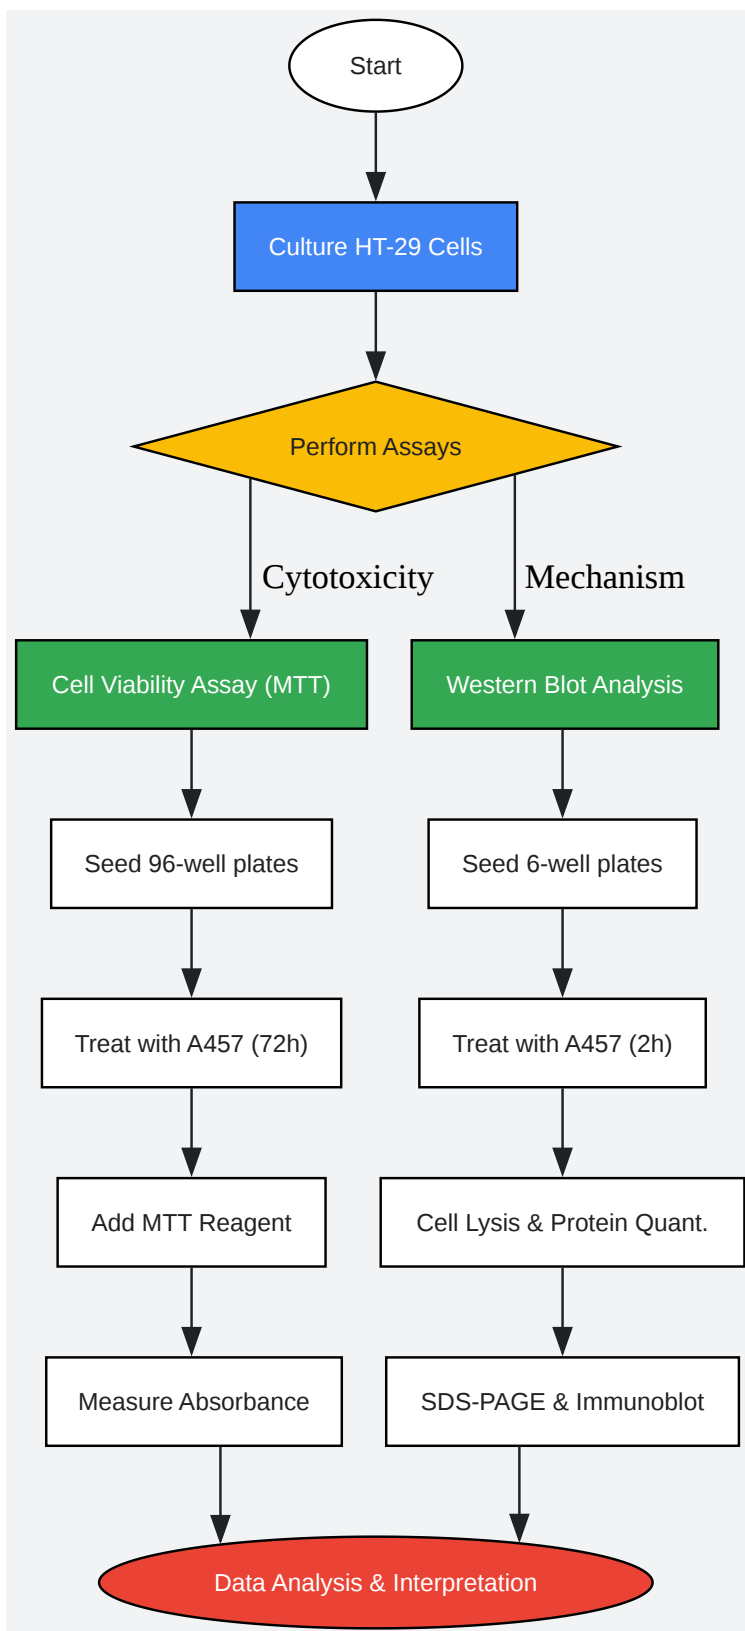 Start
Culture HT-29 Cells
Perform Assays
Cytotoxicity
Mechanism
Cell Viability Assay (MTT)
Western Blot Analysis
Seed 96-well plates
Seed 6-well plates
Treat with A457 (72h)
Treat with A457 (2h)
Add MTT Reagent
Cell Lysis & Protein Quant.
Measure Absorbance
SDS-PAGE & Immunoblot
Data Analysis & Interpretation